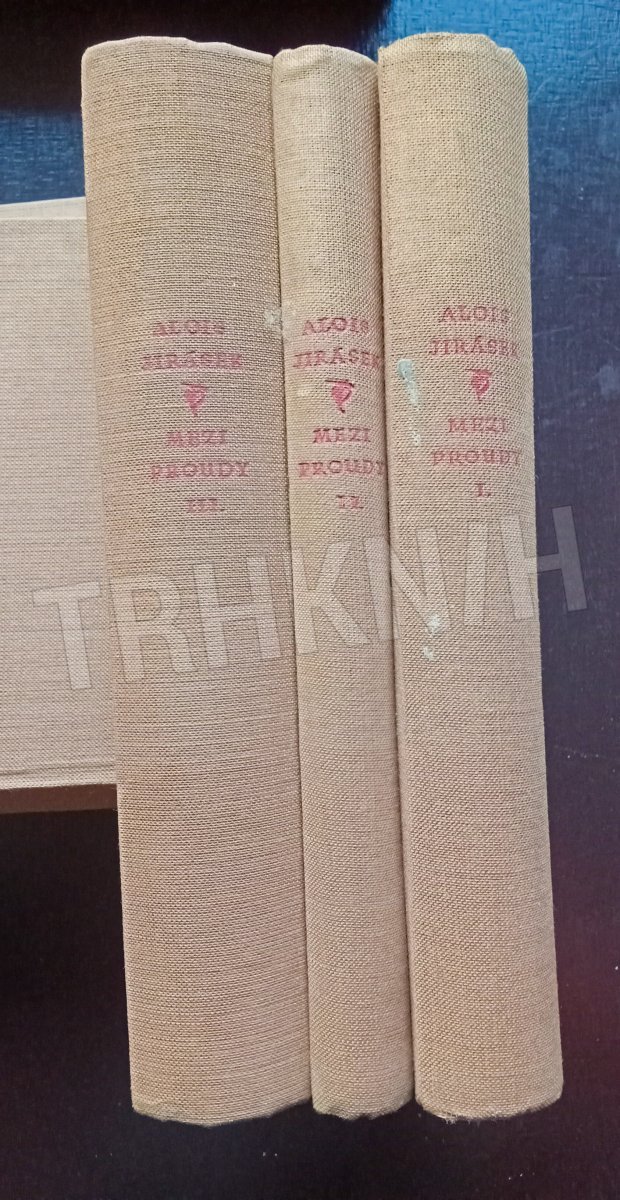 ALOIS
JIRÁSEK
MEZI
PROUDY
III.
ALOIS
JIRÁSEK
MEZI
PROUDY
II.
ALOIS
JIRÁSEK
MEZI
PROUDY
I.
TRHKNIH